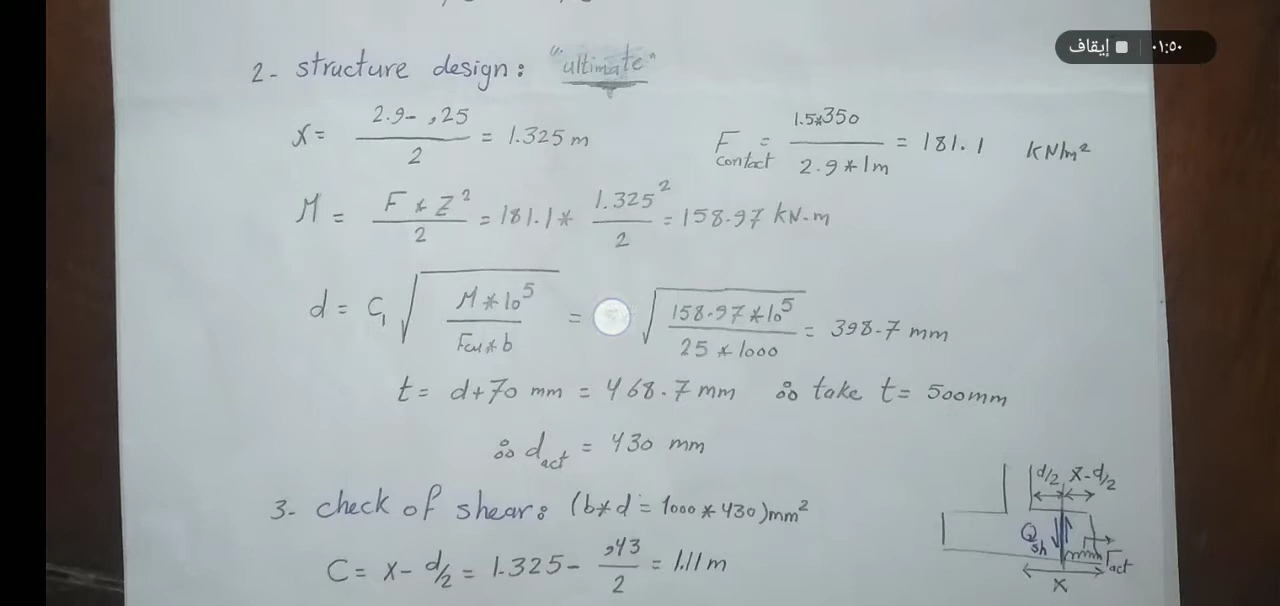 إيقاف ٠١:٥٠
2- structure design: "ultimate"
x = (2.9 - ,25)/2 = 1.325 m
F contact = (1.5*350)/(2.9*1m) = 181.1 KN/m²
M = (F * Z²)/2 = 181.1 * 1.325²/2 = 158.97 kN-m
d = C₁ √(M*10⁵/(Fcu*b)) = √(158.97*10⁵/(25*1000)) = 398.7 mm
t = d+70 mm = 468.7 mm ∴ take t = 500mm
∴ d act = 430 mm
3- check of shear: (b*d = 1000*430)mm²
C = x - d/2 = 1.325 - ,43/2 = 1.11m
d/2 x-d/2
Qsh
Fact
x